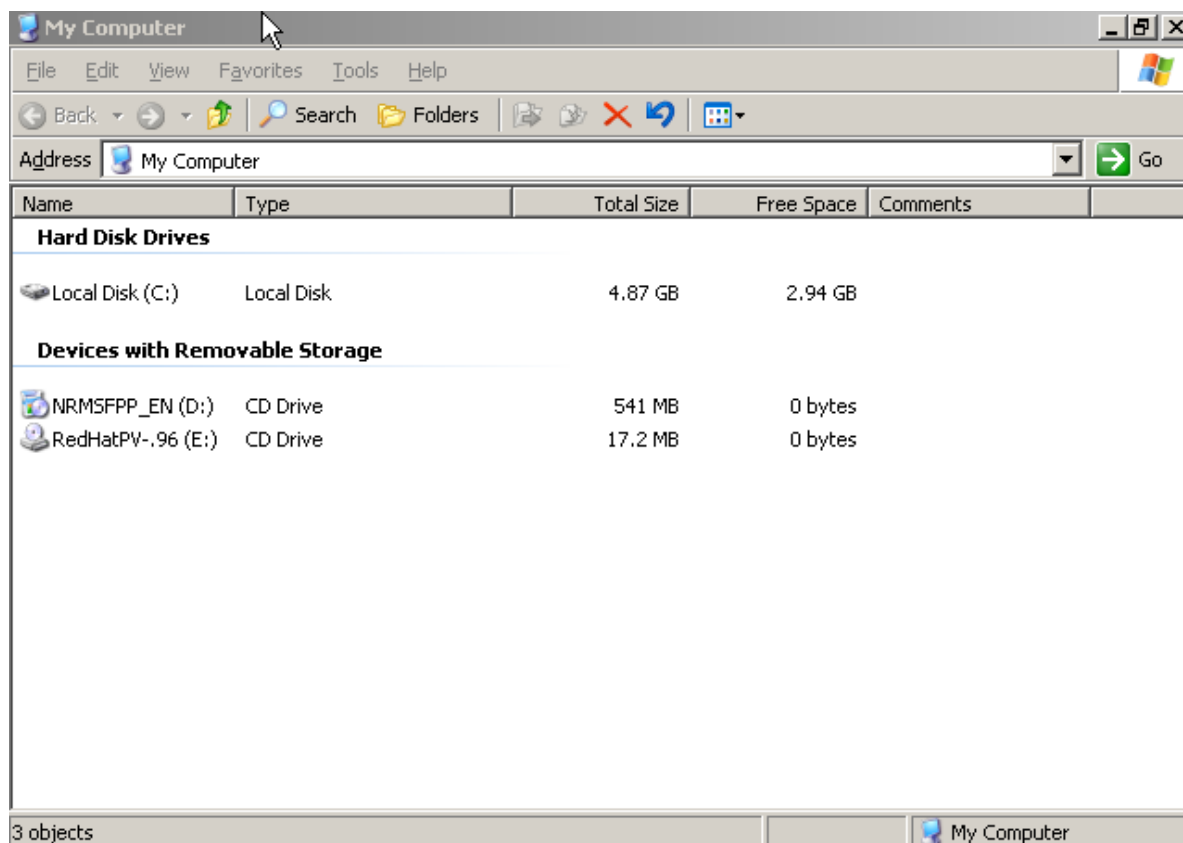 My Computer
File Edit View Favorites Tools Help
Back Search Folders
Address My Computer Go
Name Type Total Size Free Space Comments
Hard Disk Drives
Local Disk (C:) Local Disk 4.87 GB 2.94 GB
Devices with Removable Storage
NRMSFPP_EN (D:) CD Drive 541 MB 0 bytes
RedHatPV-.96 (E:) CD Drive 17.2 MB 0 bytes
3 objects My Computer